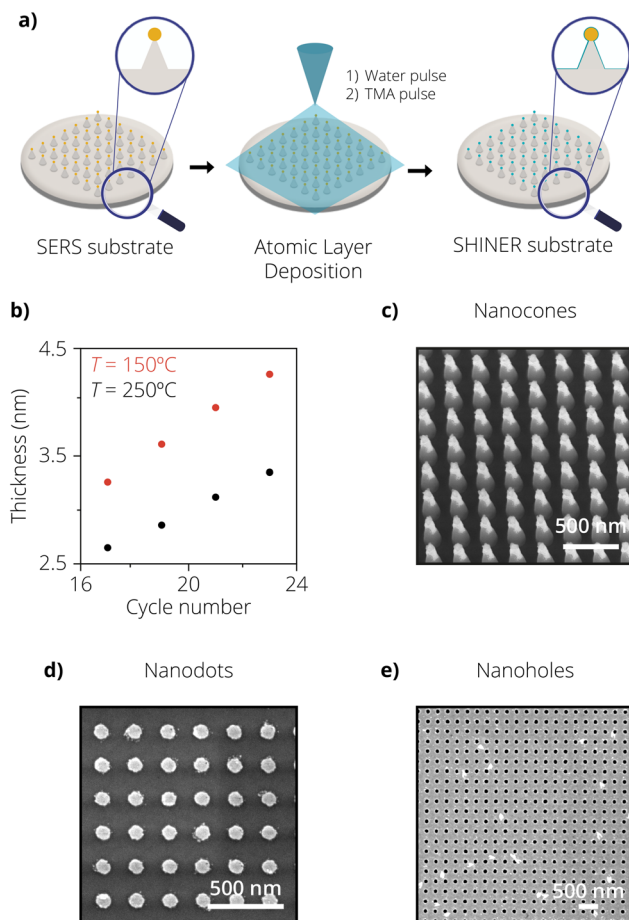 a)
1) Water pulse
2) TMA pulse
SERS substrate
Atomic Layer
Deposition
SHINER substrate
b)
T = 150ºC
T = 250ºC
Thickness (nm)
4.5
3.5
2.5
16
20
24
Cycle number
c)
Nanocones
500 nm
d)
Nanodots
500 nm
e)
Nanoholes
500 nm